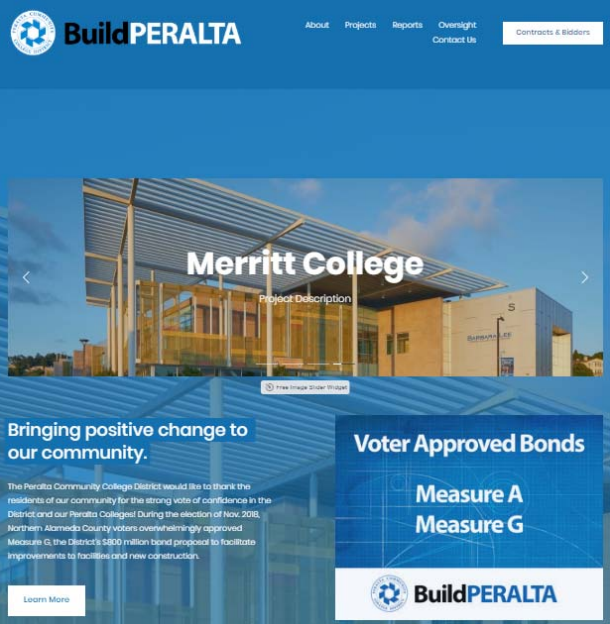 BuildPERALTA
About Projects Reports Oversight
Contact Us
Contracts & Bidders
Merritt College
Project Description
S
BARBARA LEE
Free Image Slider Widget
Bringing positive change to
our community.
The Peralta Community College District would like to thank the
residents of our community for the strong vote of confidence in the
District and our Peralta Colleges! During the election of Nov. 2018,
Northern Alameda County voters overwhelmingly approved
Measure G, the District's $800 million bond proposal to facilitate
improvements to facilities and new construction.
Learn More
Voter Approved Bonds
Measure A
Measure G
BuildPERALTA